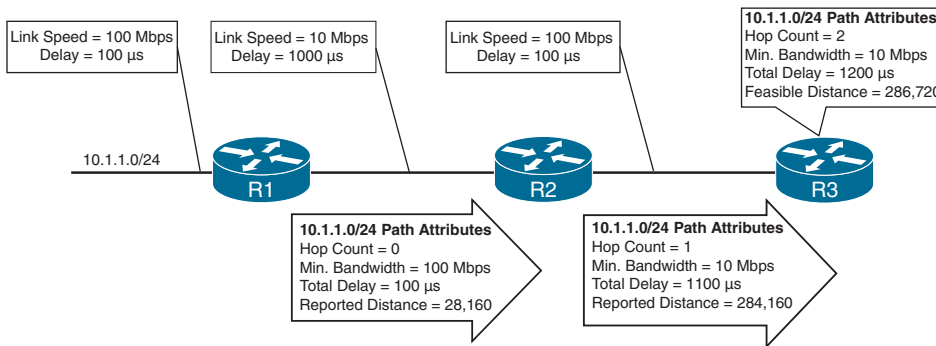 Link Speed = 100 Mbps
Delay = 100 µs
Link Speed = 10 Mbps
Delay = 1000 µs
Link Speed = 100 Mbps
Delay = 100 µs
10.1.1.0/24 Path Attributes
Hop Count = 2
Min. Bandwidth = 10 Mbps
Total Delay = 1200 µs
Feasible Distance = 286,720
10.1.1.0/24
R1
R2
R3
10.1.1.0/24 Path Attributes
Hop Count = 0
Min. Bandwidth = 100 Mbps
Total Delay = 100 µs
Reported Distance = 28,160
10.1.1.0/24 Path Attributes
Hop Count = 1
Min. Bandwidth = 10 Mbps
Total Delay = 1100 µs
Reported Distance = 284,160